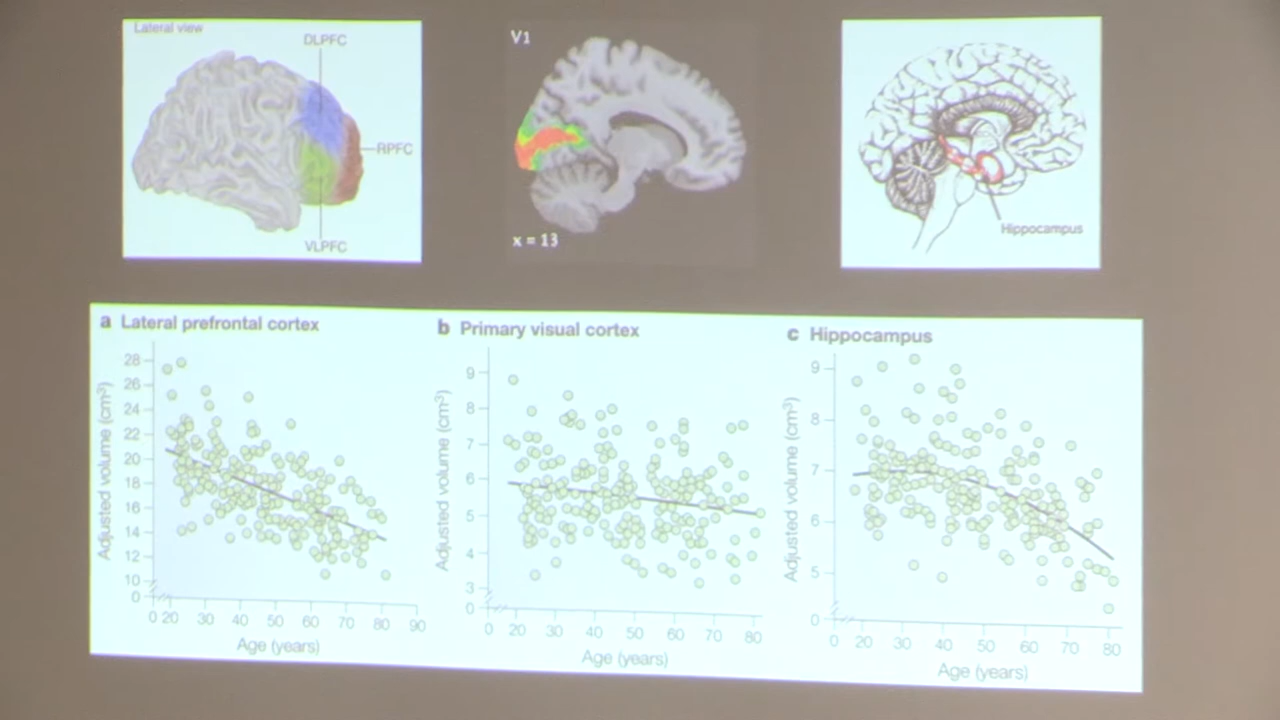 Lateral view
DLPFC
RPFC
VLPFC
V1
x = 13
Hippocampus
a Lateral prefrontal cortex
Adjusted volume (cm³)
28
26
24
22
20
18
16
14
12
10
0
0 20 30 40 50 60 70 80 90
Age (years)
b Primary visual cortex
Adjusted volume (cm³)
9
8
7
6
5
4
3
0
0 20 30 40 50 60 70 80
Age (years)
c Hippocampus
Adjusted volume (cm³)
9
8
7
6
5
0
0 20 30 40 50 60 70 80
Age (years)